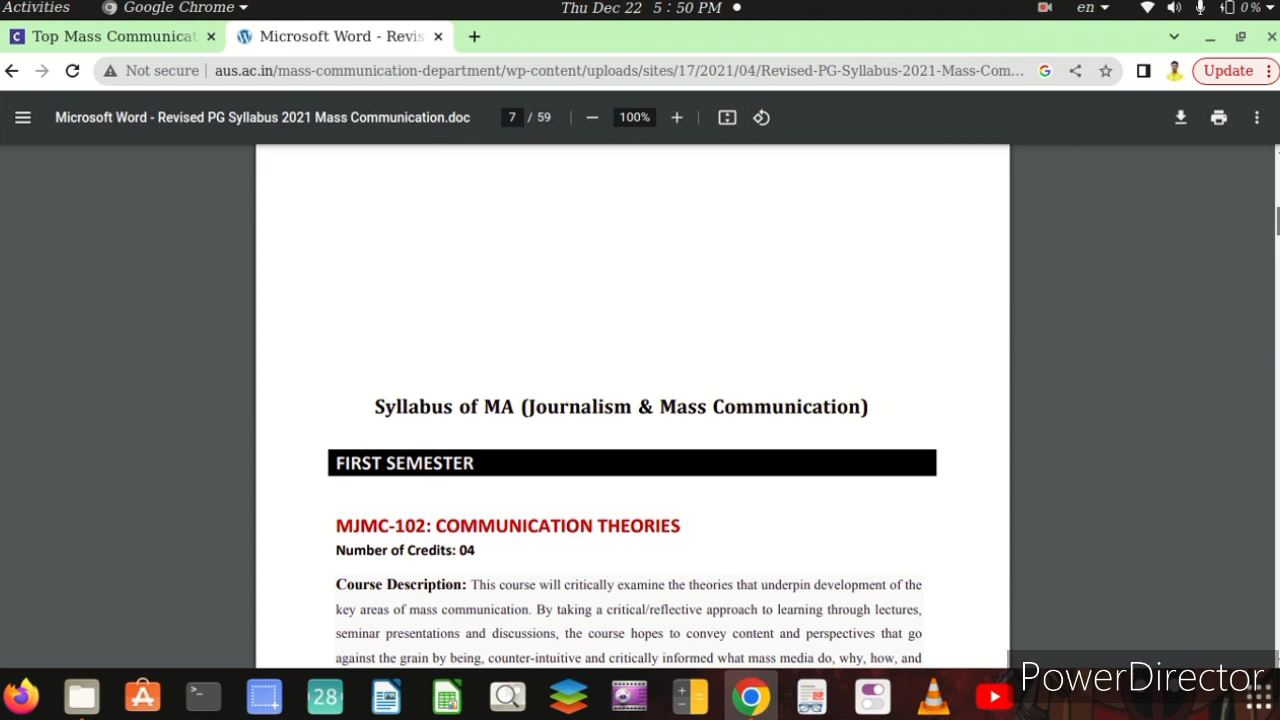 Activities Google Chrome Thu Dec 22 5 : 50 PM en 0%
Top Mass Communicat Microsoft Word - Revis
Not secure aus.ac.in/mass-communication-department/wp-content/uploads/sites/17/2021/04/Revised-PG-Syllabus-2021-Mass-Com... Update
Microsoft Word - Revised PG Syllabus 2021 Mass Communication.doc 7 / 59 100%
Syllabus of MA (Journalism & Mass Communication)
FIRST SEMESTER
MJMC-102: COMMUNICATION THEORIES
Number of Credits: 04
Course Description: This course will critically examine the theories that underpin development of the
key areas of mass communication. By taking a critical/reflective approach to learning through lectures,
seminar presentations and discussions, the course hopes to convey content and perspectives that go
against the grain by being, counter-intuitive and critically informed what mass media do, why, how, and
28
PowerDirector